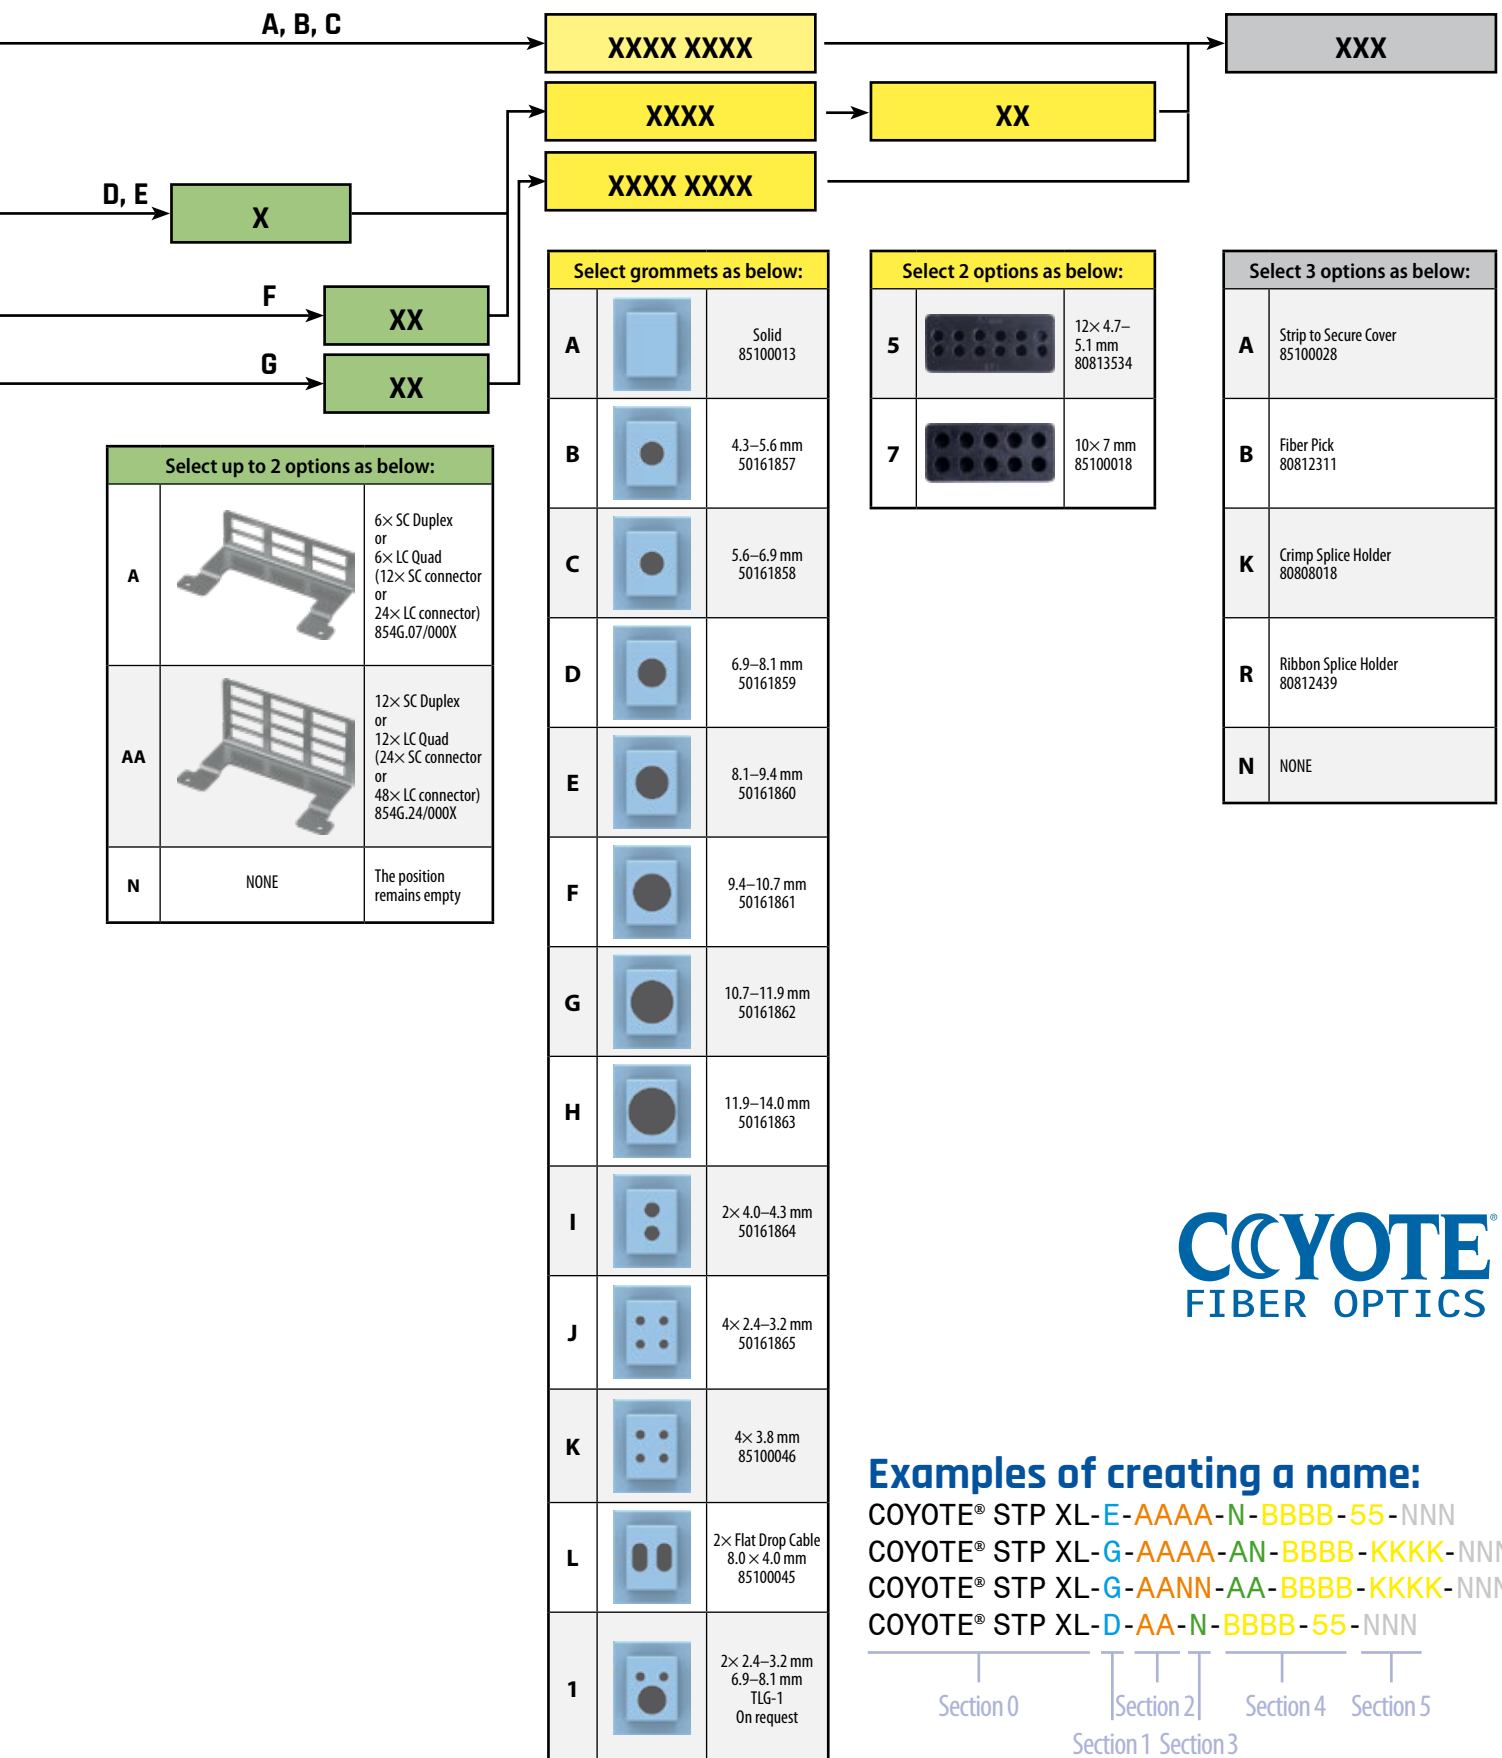 A, B, C
XXXX XXXX
XXX
XXXX
XX
D, E
X
XXXX XXXX
F
XX
G
XX
Select up to 2 options as below:
A
6× SC Duplex
or
6× LC Quad
(12× SC connector
or
24× LC connector)
854G.07/000X
AA
12× SC Duplex
or
12× LC Quad
(24× SC connector
or
48× LC connector)
854G.24/000X
N
NONE
The position
remains empty
Select grommets as below:
A
Solid
85100013
B
4.3–5.6 mm
50161857
C
5.6–6.9 mm
50161858
D
6.9–8.1 mm
50161859
E
8.1–9.4 mm
50161860
F
9.4–10.7 mm
50161861
G
10.7–11.9 mm
50161862
H
11.9–14.0 mm
50161863
I
2× 4.0–4.3 mm
50161864
J
4× 2.4–3.2 mm
50161865
K
4× 3.8 mm
85100046
L
2× Flat Drop Cable
8.0 × 4.0 mm
85100045
1
2× 2.4–3.2 mm
6.9–8.1 mm
TLG-1
On request
Select 2 options as below:
5
12× 4.7–
5.1 mm
80813534
7
10× 7 mm
85100018
Select 3 options as below:
A
Strip to Secure Cover
85100028
B
Fiber Pick
80812311
K
Crimp Splice Holder
80808018
R
Ribbon Splice Holder
80812439
N
NONE
COYOTE®
FIBER OPTICS
Examples of creating a name:
COYOTE® STP XL-E-AAAA-N-BBBB-55-NNN
COYOTE® STP XL-G-AAAA-AN-BBBB-KKKK-NNN
COYOTE® STP XL-G-AANN-AA-BBBB-KKKK-NNN
COYOTE® STP XL-D-AA-N-BBBB-55-NNN
Section 0
Section 2
Section 4
Section 5
Section 1
Section 3